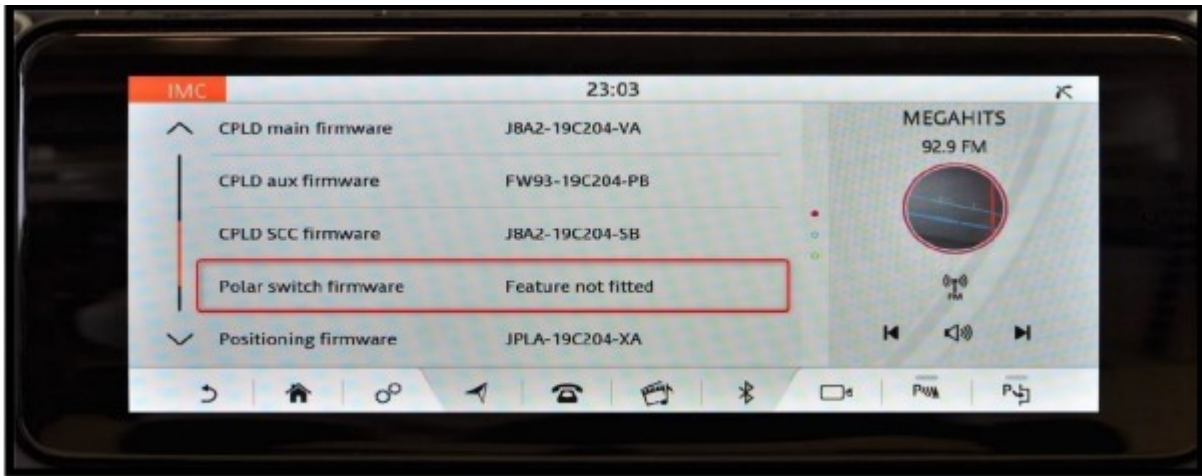 IMC
23:03
CPLD main firmware J8A2-19C204-VA
CPLD aux firmware FW93-19C204-PB
CPLD SCC firmware J8A2-19C204-SB
Polar switch firmware Feature not fitted
Positioning firmware JPLA-19C204-XA
MEGAHITS
92.9 FM
FM